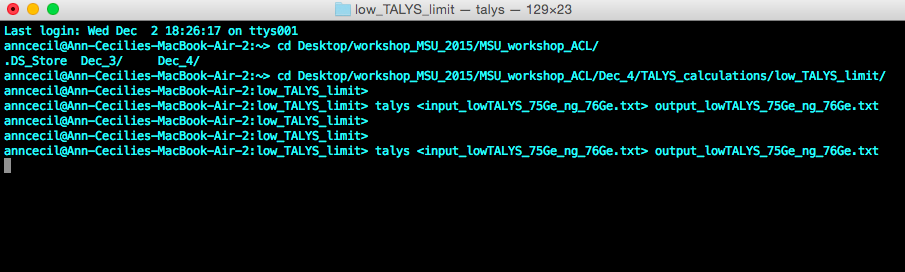 low_TALYS_limit — talys — 129×23
Last login: Wed Dec  2 18:26:17 on ttys001
anncecil@Ann-Cecilies-MacBook-Air-2:~> cd Desktop/workshop_MSU_2015/MSU_workshop_ACL/
.DS_Store  Dec_3/     Dec_4/
anncecil@Ann-Cecilies-MacBook-Air-2:~> cd Desktop/workshop_MSU_2015/MSU_workshop_ACL/Dec_4/TALYS_calculations/low_TALYS_limit/
anncecil@Ann-Cecilies-MacBook-Air-2:low_TALYS_limit>
anncecil@Ann-Cecilies-MacBook-Air-2:low_TALYS_limit> talys <input_lowTALYS_75Ge_ng_76Ge.txt> output_lowTALYS_75Ge_ng_76Ge.txt
anncecil@Ann-Cecilies-MacBook-Air-2:low_TALYS_limit>
anncecil@Ann-Cecilies-MacBook-Air-2:low_TALYS_limit>
anncecil@Ann-Cecilies-MacBook-Air-2:low_TALYS_limit> talys <input_lowTALYS_75Ge_ng_76Ge.txt> output_lowTALYS_75Ge_ng_76Ge.txt